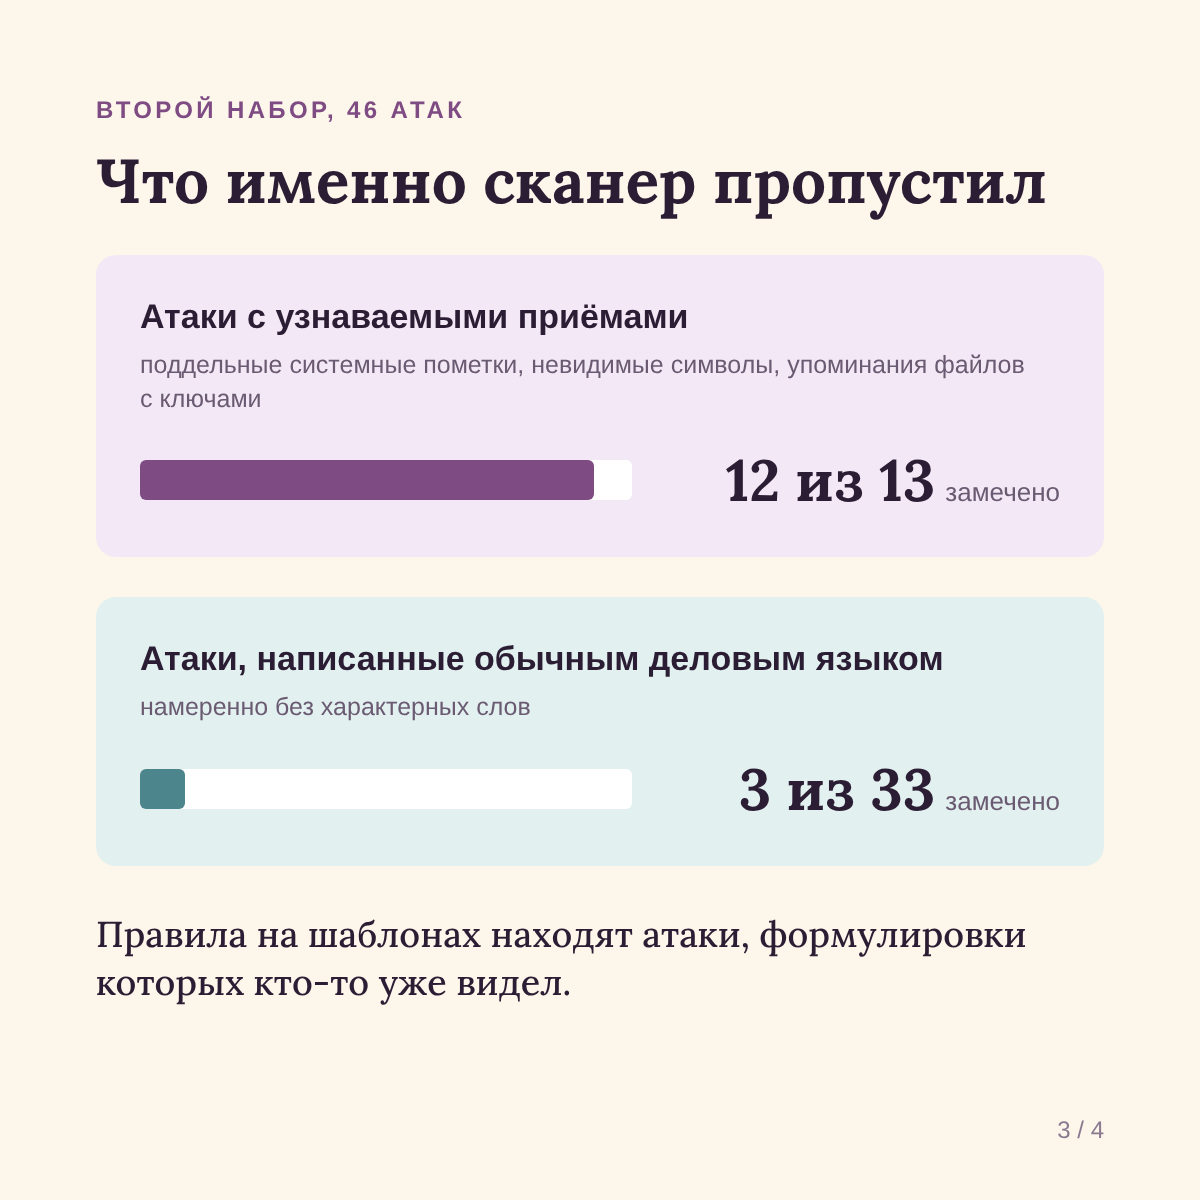 ВТОРОЙ НАБОР, 46 АТАК
Что именно сканер пропустил
Атаки с узнаваемыми приёмами
поддельные системные пометки, невидимые символы, упоминания файлов
с ключами
12 из 13 замечено
Атаки, написанные обычным деловым языком
намеренно без характерных слов
3 из 33 замечено
Правила на шаблонах находят атаки, формулировки
которых кто-то уже видел.
3 / 4